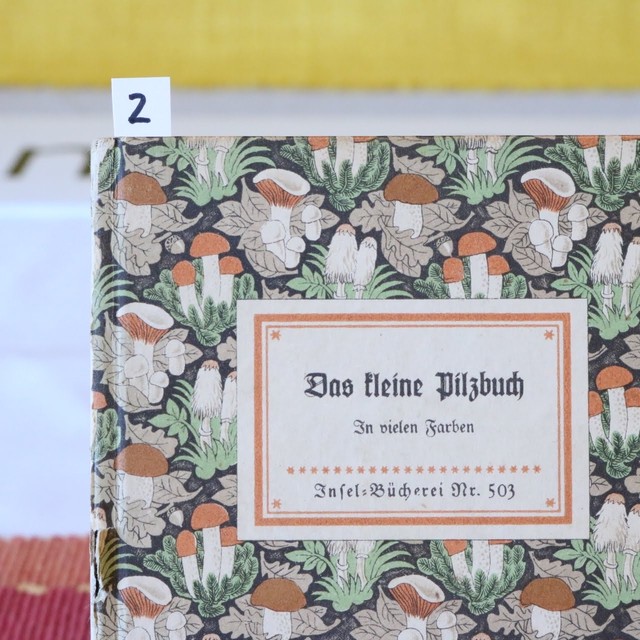 2
Das kleine Pilzbuch
In vielen Farben
Insel-Bücherei Nr. 503